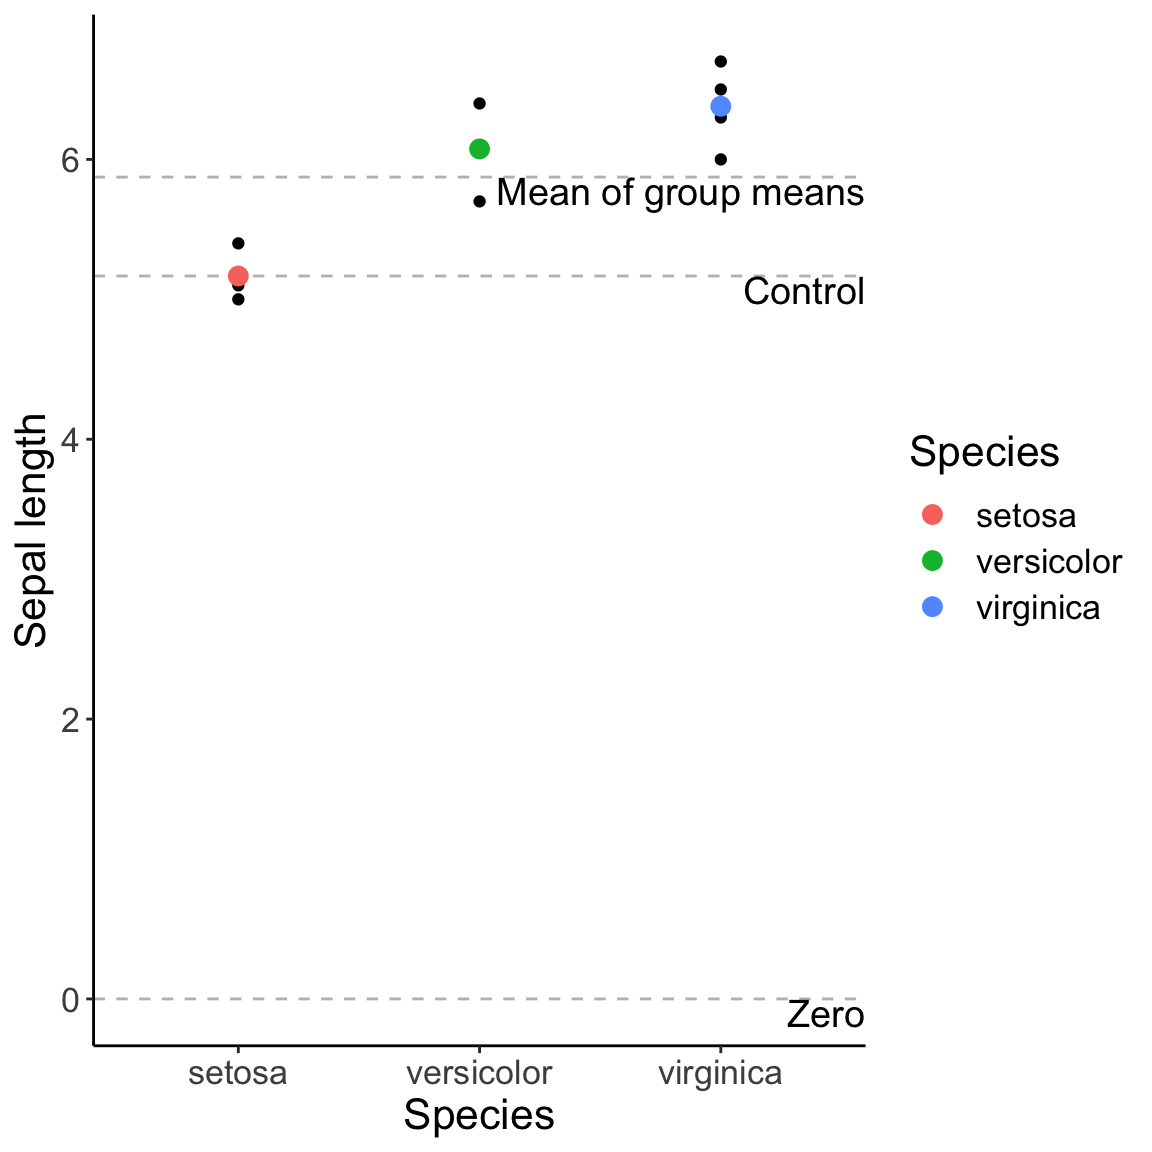 6
4
2
0
Sepal length
Mean of group means
Control
Zero
setosa
versicolor
virginica
Species
Species
setosa
versicolor
virginica